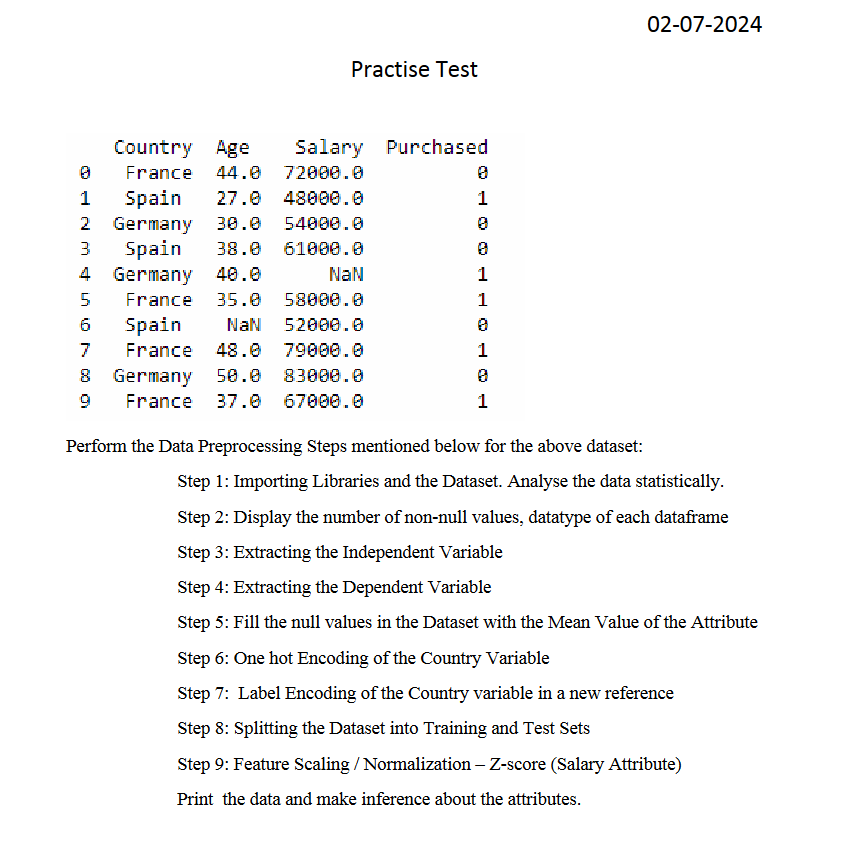 02-07-2024
Practise Test
Country Age Salary Purchased
0 France 44.0 72000.0 0
1 Spain 27.0 48000.0 1
2 Germany 30.0 54000.0 0
3 Spain 38.0 61000.0 0
4 Germany 40.0 NaN 1
5 France 35.0 58000.0 1
6 Spain NaN 52000.0 0
7 France 48.0 79000.0 1
8 Germany 50.0 83000.0 0
9 France 37.0 67000.0 1
Perform the Data Preprocessing Steps mentioned below for the above dataset:
Step 1: Importing Libraries and the Dataset. Analyse the data statistically.
Step 2: Display the number of non-null values, datatype of each dataframe
Step 3: Extracting the Independent Variable
Step 4: Extracting the Dependent Variable
Step 5: Fill the null values in the Dataset with the Mean Value of the Attribute
Step 6: One hot Encoding of the Country Variable
Step 7: Label Encoding of the Country variable in a new reference
Step 8: Splitting the Dataset into Training and Test Sets
Step 9: Feature Scaling / Normalization – Z-score (Salary Attribute)
Print the data and make inference about the attributes.